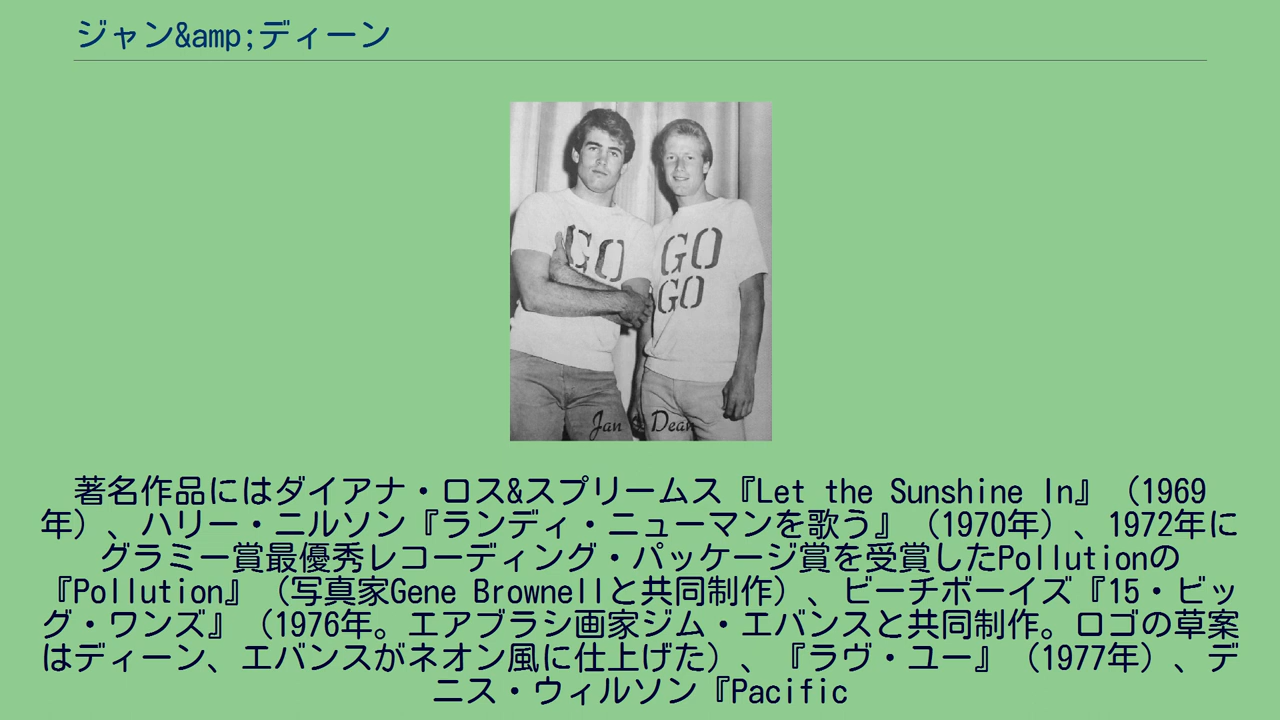 ジャン&amp;ディーン
GO
GO
GO
Jan & Dean
著名作品にはダイアナ・ロス&スプリームス『Let the Sunshine In』（1969
年）、ハリー・ニルソン『ランディ・ニューマンを歌う』（1970年）、1972年に
グラミー賞最優秀レコーディング・パッケージ賞を受賞したPollutionの
『Pollution』（写真家Gene Brownellと共同制作）、ビーチボーイズ『15・ビッ
グ・ワンズ』（1976年。エアブラシ画家ジム・エバンスと共同制作。ロゴの草案
はディーン、エバンスがネオン風に仕上げた）、『ラヴ・ユー』（1977年）、デ
ニス・ウィルソン『Pacific